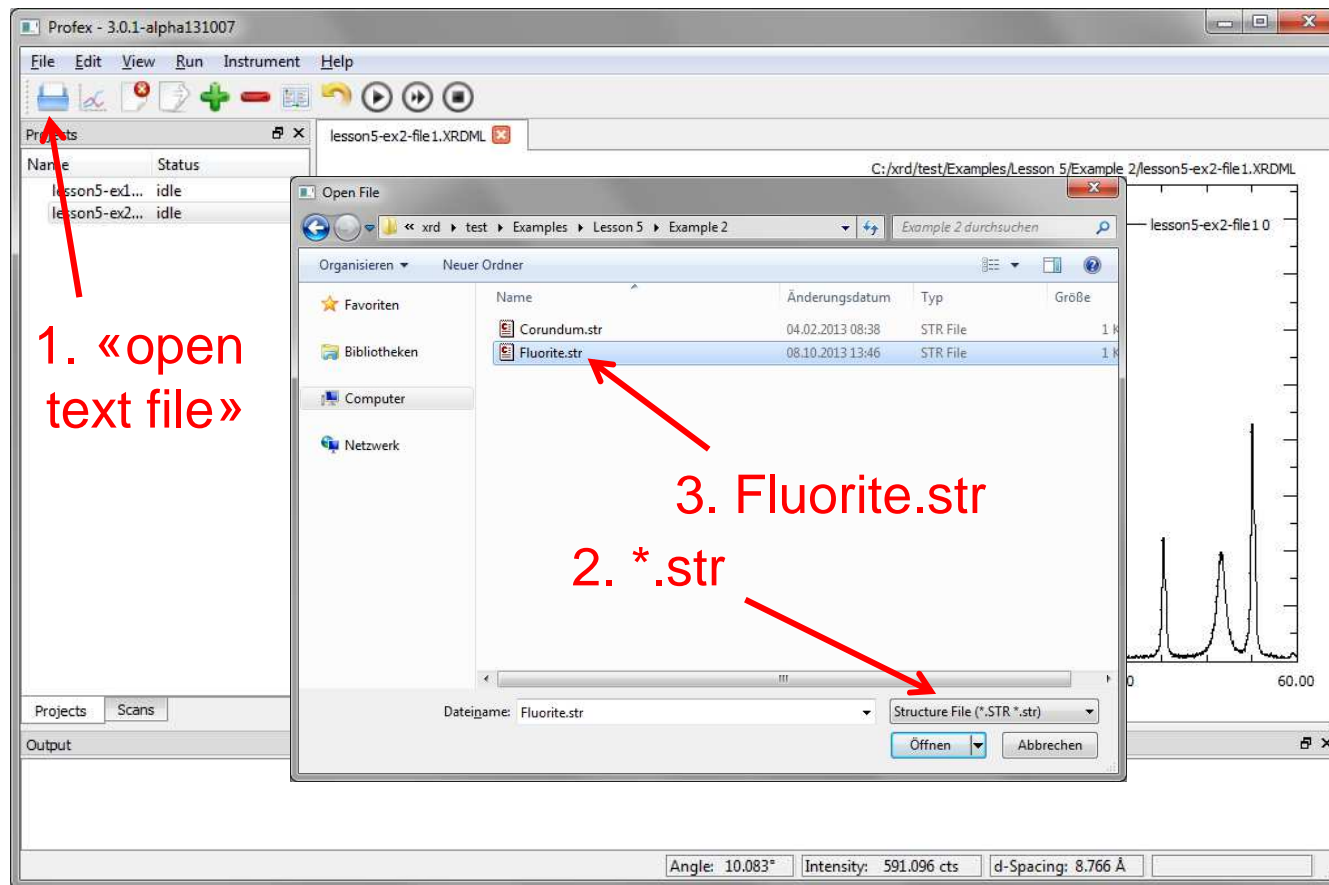 Profex - 3.0.1-alpha131007
File Edit View Run Instrument Help
Projects
lesson5-ex2-file1.XRDML
Name Status
lesson5-ex1... idle
lesson5-ex2... idle
C:/xrd/test/Examples/Lesson 5/Example 2/lesson5-ex2-file1.XRDML
lesson5-ex2-file1 0
Open File
« xrd test Examples Lesson 5 Example 2
Example 2 durchsuchen
Organisieren Neuer Ordner
Favoriten
Bibliotheken
Computer
Netzwerk
Name Änderungsdatum Typ Größe
Corundum.str 04.02.2013 08:38 STR File 1 K
Fluorite.str 08.10.2013 13:46 STR File 1 K
1. «open
text file»
3. Fluorite.str
2. *.str
0 60.00
Dateiname: Fluorite.str Structure File (*.STR *.str)
Öffnen Abbrechen
Projects Scans
Output
Angle: 10.083° Intensity: 591.096 cts d-Spacing: 8.766 Å